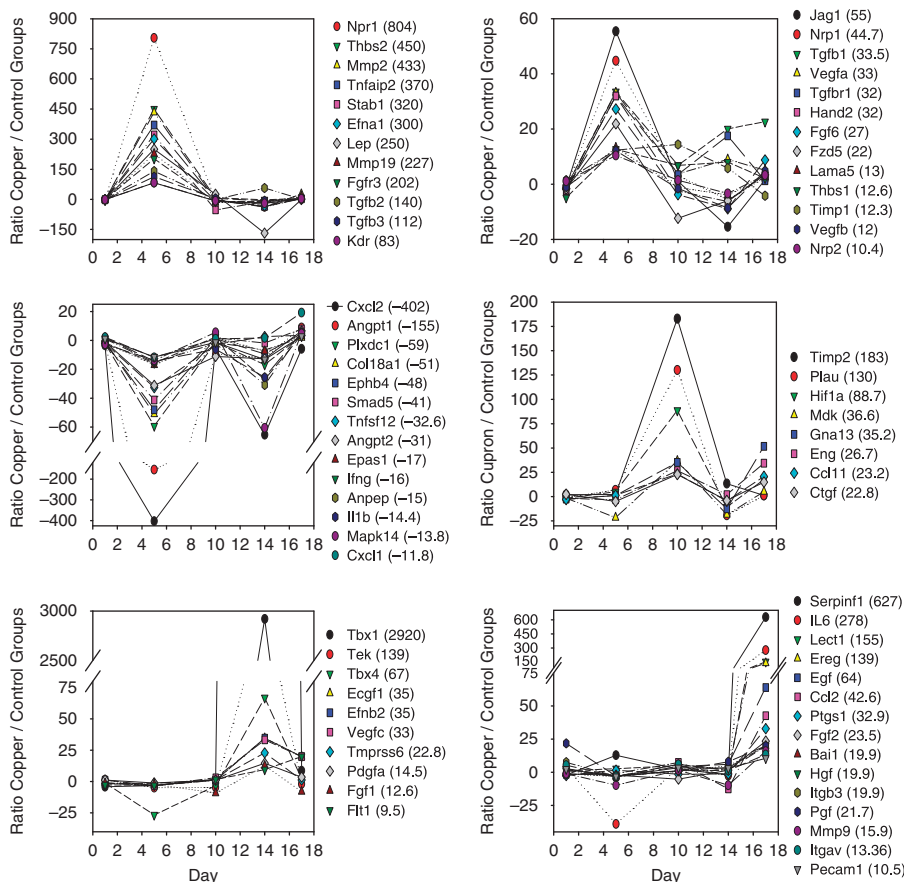 Ratio Copper / Control Groups
900
750
600
450
300
150
0
−150
0 2 4 6 8 10 12 14 16 18
Npr1 (804)
Thbs2 (450)
Mmp2 (433)
Tnfaip2 (370)
Stab1 (320)
Efna1 (300)
Lep (250)
Mmp19 (227)
Fgfr3 (202)
Tgfb2 (140)
Tgfb3 (112)
Kdr (83)
Ratio Copper / Control Groups
60
40
20
0
−20
0 2 4 6 8 10 12 14 16 18
Jag1 (55)
Nrp1 (44.7)
Tgfb1 (33.5)
Vegfa (33)
Tgfbr1 (32)
Hand2 (32)
Fgf6 (27)
Fzd5 (22)
Lama5 (13)
Thbs1 (12.6)
Timp1 (12.3)
Vegfb (12)
Nrp2 (10.4)
Ratio Copper / Control Groups
20
0
−20
−40
−60
−200
−300
−400
0 2 4 6 8 10 12 14 16 18
Cxcl2 (−402)
Angpt1 (−155)
Plxdc1 (−59)
Col18a1 (−51)
Ephb4 (−48)
Smad5 (−41)
Tnfsf12 (−32.6)
Angpt2 (−31)
Epas1 (−17)
Ifng (−16)
Anpep (−15)
Il1b (−14.4)
Mapk14 (−13.8)
Cxcl1 (−11.8)
Ratio Cupron / Control Groups
200
175
150
125
100
75
50
25
0
−25
0 2 4 6 8 10 12 14 16 18
Timp2 (183)
Plau (130)
Hif1a (88.7)
Mdk (36.6)
Gna13 (35.2)
Eng (26.7)
Ccl11 (23.2)
Ctgf (22.8)
Ratio Copper / Control Groups
3000
2500
75
50
25
0
−25
0 2 4 6 8 10 12 14 16 18
Day
Tbx1 (2920)
Tek (139)
Tbx4 (67)
Ecgf1 (35)
Efnb2 (35)
Vegfc (33)
Tmprss6 (22.8)
Pdgfa (14.5)
Fgf1 (12.6)
Flt1 (9.5)
Ratio Copper / Control Groups
600
450
300
150
75
50
25
0
−25
0 2 4 6 8 10 12 14 16 18
Day
Serpinf1 (627)
IL6 (278)
Lect1 (155)
Ereg (139)
Egf (64)
Ccl2 (42.6)
Ptgs1 (32.9)
Fgf2 (23.5)
Bai1 (19.9)
Hgf (19.9)
Itgb3 (19.9)
Pgf (21.7)
Mmp9 (15.9)
Itgav (13.36)
Pecam1 (10.5)